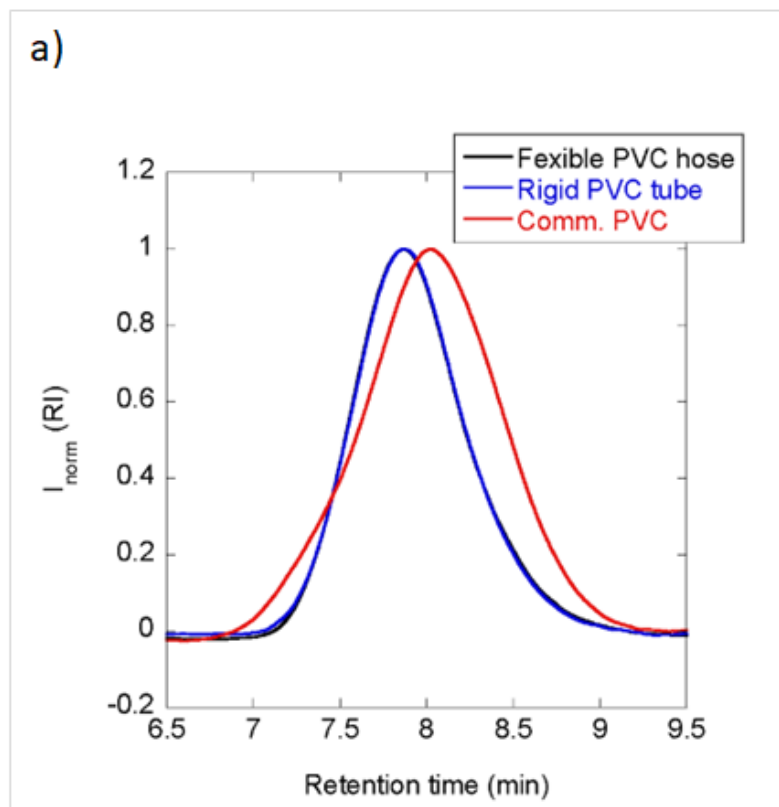 a)
Fexible PVC hose
Rigid PVC tube
Comm. PVC
1.2
1
0.8
0.6
0.4
0.2
0
-0.2
I_norm (RI)
6.5 7 7.5 8 8.5 9 9.5
Retention time (min)